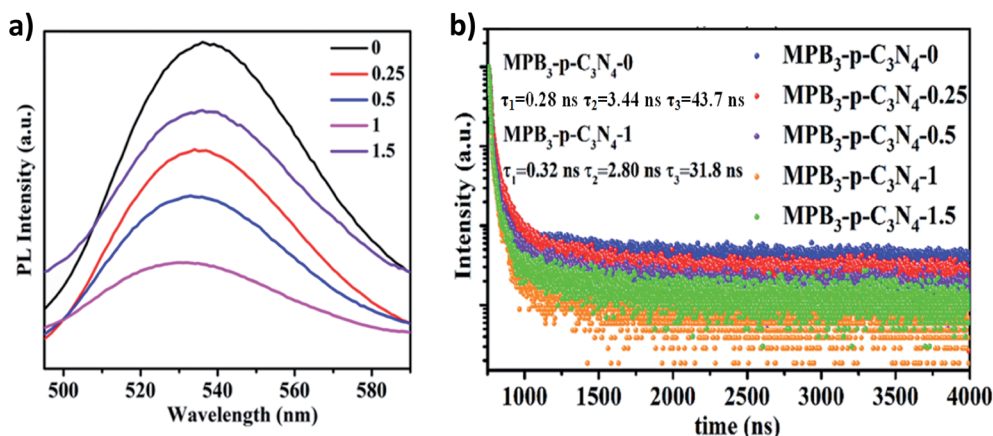 a)
0
0.25
0.5
1
1.5
PL Intensity (a.u.)
500 520 540 560 580
Wavelength (nm)
b)
MPB₃-p-C₃N₄-0
τ₁=0.28 ns τ₂=3.44 ns τ₃=43.7 ns
MPB₃-p-C₃N₄-1
τ₁=0.32 ns τ₂=2.80 ns τ₃=31.8 ns
MPB₃-p-C₃N₄-0
MPB₃-p-C₃N₄-0.25
MPB₃-p-C₃N₄-0.5
MPB₃-p-C₃N₄-1
MPB₃-p-C₃N₄-1.5
Intensity (a.u.)
1000 1500 2000 2500 3000 3500 4000
time (ns)